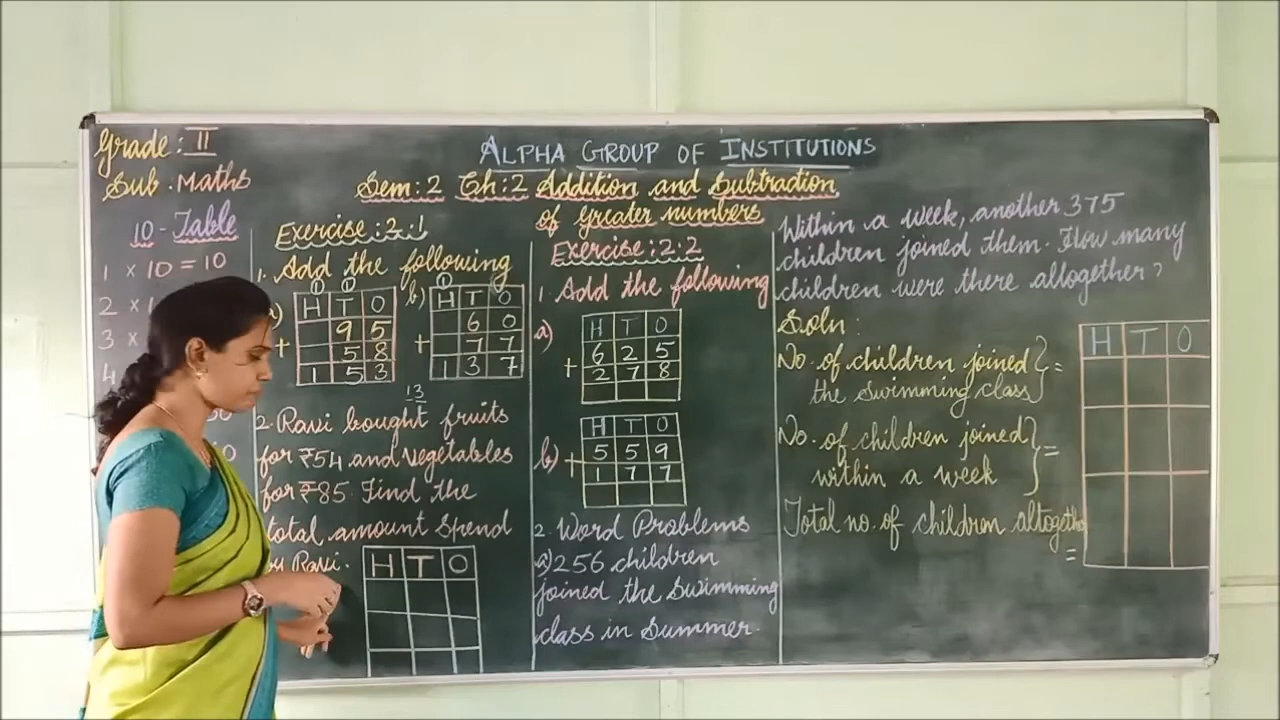 Grade: II
Sub. Maths
ALPHA GROUP OF INSTITUTIONS
Sem: 2 Ch: 2 Addition and Subtraction
of Greater numbers
10-Table
1 × 10 = 10
2 × 1
3 ×
4
Exercise: 2.1
1. Add the following
1 1
a) H T O
9 5
+ 5 8
1 5 3
13
1
b) H T O
6 0
+ 7 7
1 3 7
2. Ravi bought fruits
for ₹54 and vegetables
for ₹85. Find the
total amount spend
Ravi.
H T O
Exercise: 2.2
1. Add the following
a) H T O
6 2 5
+ 2 7 8
b) H T O
5 5 9
+ 1 7 7
2. Word Problems
a) 256 children
joined the swimming
class in Summer.
Within a week, another 375
children joined them. How many
children were there altogether?
Soln:
No. of children joined
the swimming class } =
No. of children joined
within a week } =
Total no. of children altogether
=
H T O